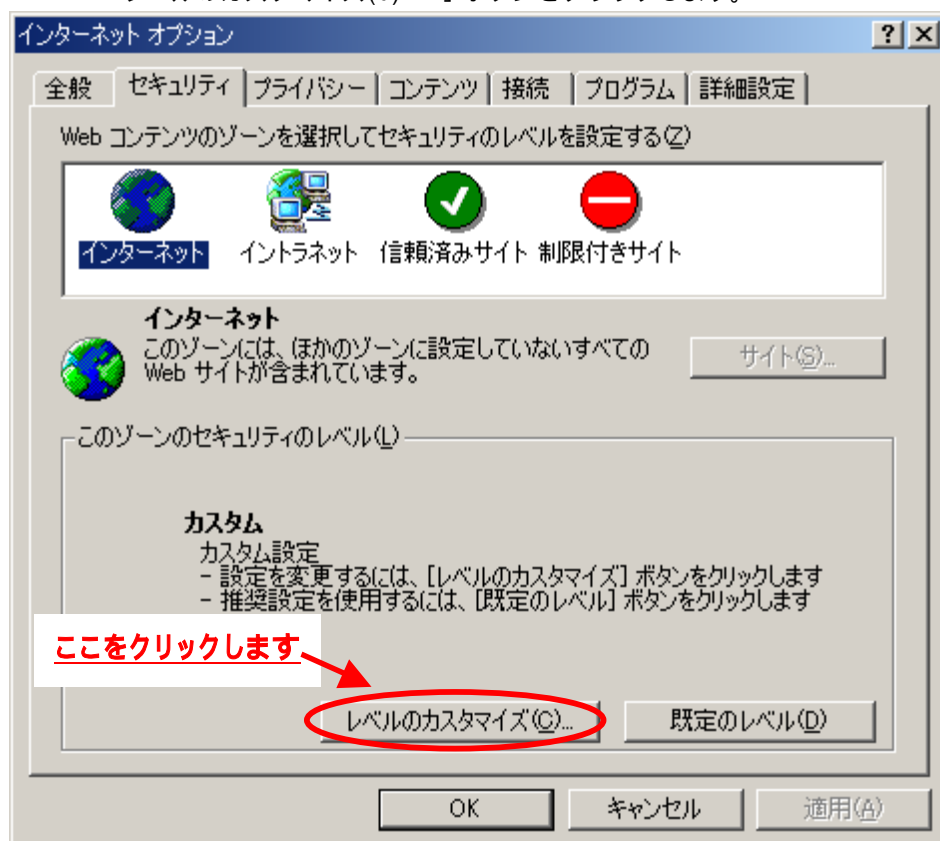 インターネット オプション
全般 セキュリティ プライバシー コンテンツ 接続 プログラム 詳細設定
Web コンテンツのゾーンを選択してセキュリティのレベルを設定する(Z)
インターネット イントラネット 信頼済みサイト 制限付きサイト
インターネット
このゾーンには、ほかのゾーンに設定していないすべての
Web サイトが含まれています。
サイト(S)...
このゾーンのセキュリティのレベル(L)
カスタム
カスタム設定
- 設定を変更するには、[レベルのカスタマイズ] ボタンをクリックします
- 推奨設定を使用するには、[既定のレベル] ボタンをクリックします
ここをクリックします
レベルのカスタマイズ(C)... 既定のレベル(D)
OK キャンセル 適用(A)